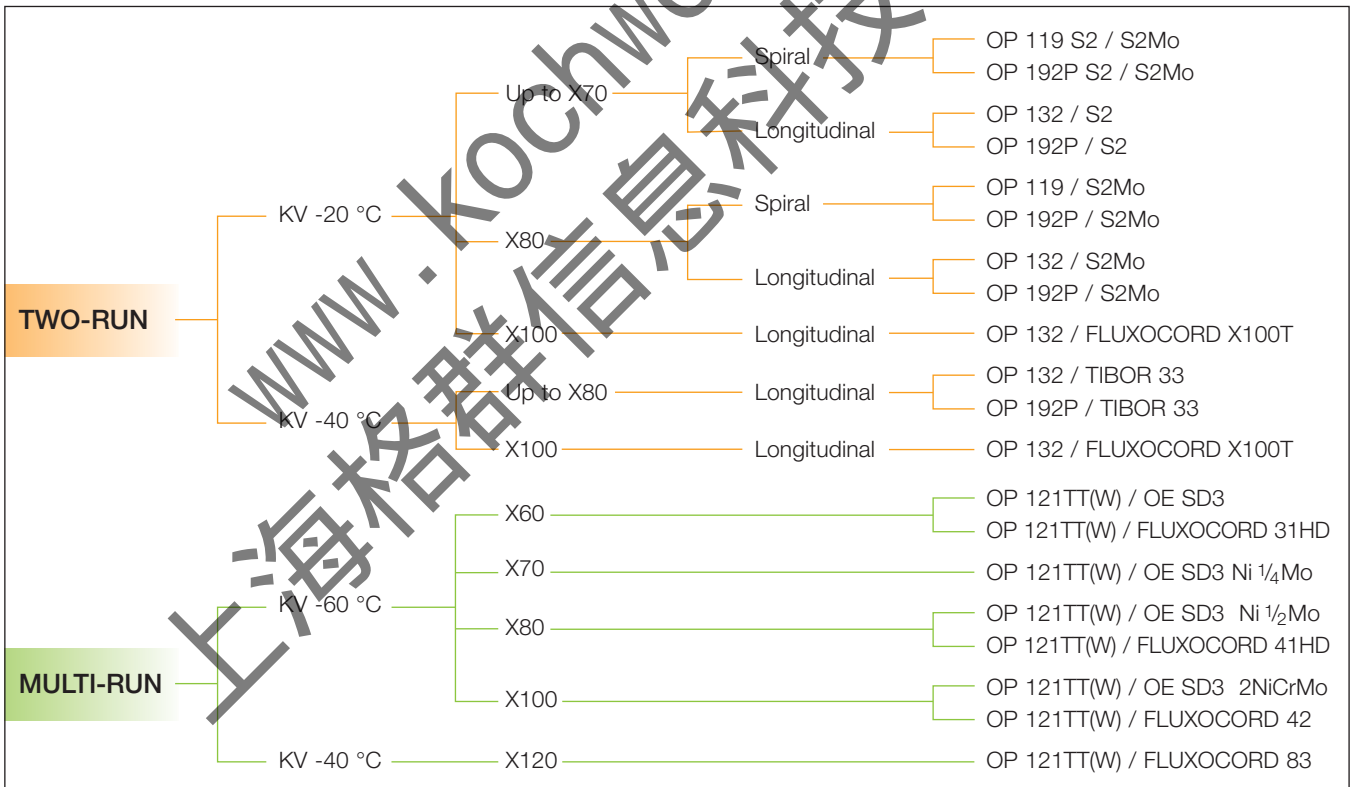 OP 119 S2 / S2Mo
Spiral
OP 192P S2 / S2Mo
Up to X70
OP 132 / S2
Longitudinal
OP 192P / S2
OP 119 / S2Mo
KV -20 °C
Spiral
OP 192P / S2Mo
X80
OP 132 / S2Mo
Longitudinal
OP 192P / S2Mo
TWO-RUN
X100
Longitudinal
OP 132 / FLUXOCORD X100T
OP 132 / TIBOR 33
Up to X80
Longitudinal
OP 192P / TIBOR 33
KV -40 °C
X100
Longitudinal
OP 132 / FLUXOCORD X100T
OP 121TT(W) / OE SD3
X60
OP 121TT(W) / FLUXOCORD 31HD
X70
OP 121TT(W) / OE SD3 Ni 1/4Mo
KV -60 °C
OP 121TT(W) / OE SD3 Ni 1/2Mo
X80
OP 121TT(W) / FLUXOCORD 41HD
MULTI-RUN
OP 121TT(W) / OE SD3 2NiCrMo
X100
OP 121TT(W) / FLUXOCORD 42
KV -40 °C
X120
OP 121TT(W) / FLUXOCORD 83
www.kochw
上海格群信息科技